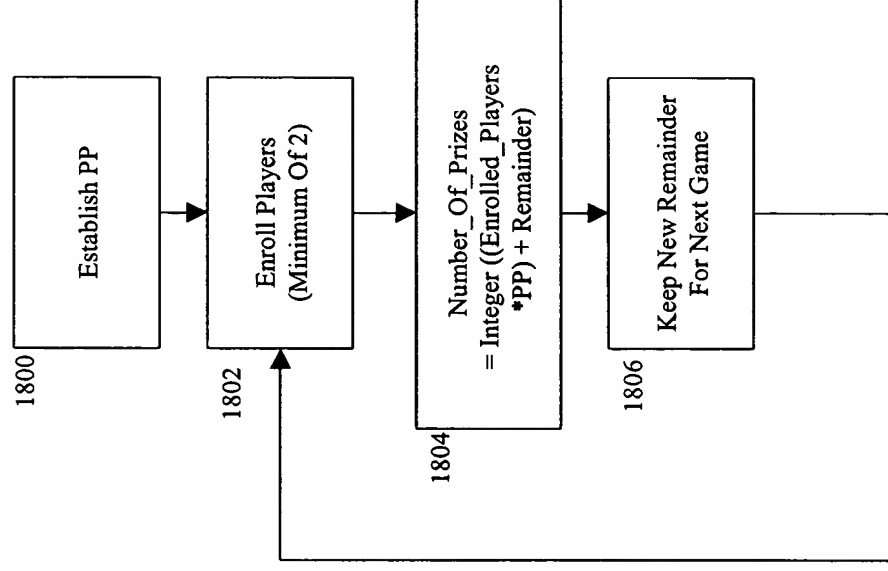 1800
Establish PP
1802
Enroll Players
(Minimum Of 2)
1804
Number_Of_Prizes
= Integer ((Enrolled_Players
*PP) + Remainder)
1806
Keep New Remainder
For Next Game